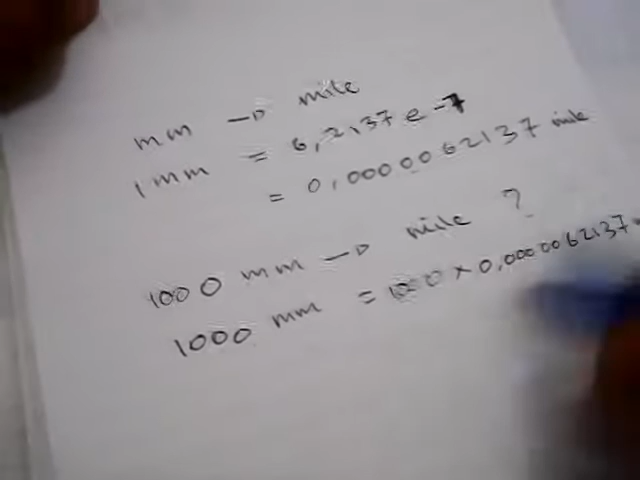 mm → mile
1 mm = 6,2137 e-7
= 0,00000062137 mile
1000 mm → mile ?
1000 mm = 1000 × 0,00000062137